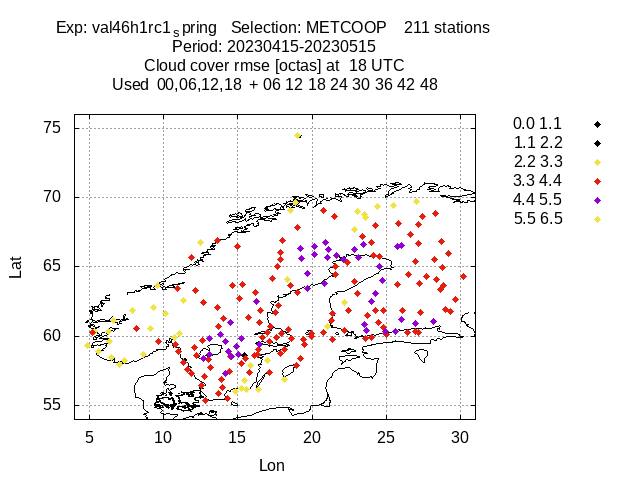 Exp: val46h1rc1spring   Selection: METCOOP    211 stations
Period: 20230415-20230515
Cloud cover rmse [octas] at  18 UTC
Used  00,06,12,18  + 06 12 18 24 30 36 42 48
75
70
65
60
55
Lat
5 10 15 20 25 30
Lon
0.0 1.1
1.1 2.2
2.2 3.3
3.3 4.4
4.4 5.5
5.5 6.5